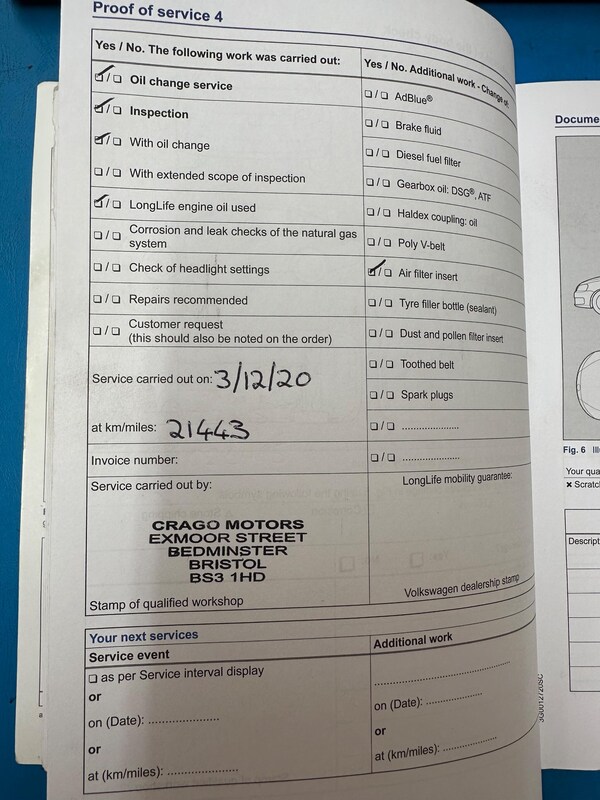 Proof of service 4
Yes / No. The following work was carried out:
☑/☐ Oil change service
☑/☐ Inspection
☑/☐ With oil change
☐/☐ With extended scope of inspection
☑/☐ LongLife engine oil used
☐/☐ Corrosion and leak checks of the natural gas
system
☐/☐ Check of headlight settings
☐/☐ Repairs recommended
☐/☐ Customer request
(this should also be noted on the order)
Service carried out on: 3/12/20
at km/miles: 21443
Invoice number:
Service carried out by:
CRAGO MOTORS
EXMOOR STREET
BEDMINSTER
BRISTOL
BS3 1HD
Stamp of qualified workshop
Yes / No. Additional work - Change of:
☐/☐ AdBlue®
☐/☐ Brake fluid
☐/☐ Diesel fuel filter
☐/☐ Gearbox oil: DSG®, ATF
☐/☐ Haldex coupling: oil
☐/☐ Poly V-belt
☑/☐ Air filter insert
☐/☐ Tyre filler bottle (sealant)
☐/☐ Dust and pollen filter insert
☐/☐ Toothed belt
☐/☐ Spark plugs
☐/☐ .....................
☐/☐ .....................
LongLife mobility guarantee:
Volkswagen dealership stamp
Your next services
Service event
☐ as per Service interval display
or
on (Date): .....................
or
at (km/miles): .....................
Additional work
........................................
on (Date): .........................
or
at (km/miles): .....................
3G0012720SC
Docume
Fig. 6 Ill
Your qua
× Scratch
Descript